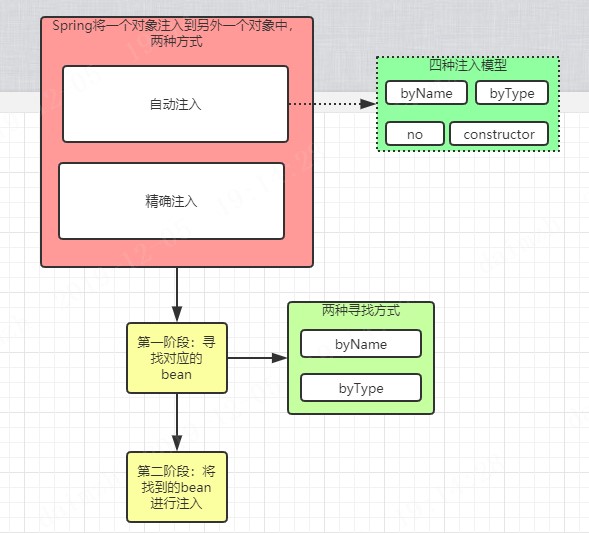 Spring将一个对象注入到另外一个对象中,
两种方式
四种注入模型
byName
byType
自动注入
no
constructor
精确注入
两种寻找方式
第一阶段：寻
找对应的
bean
byName
byType
第二阶段：将
找到的bean
进行注入